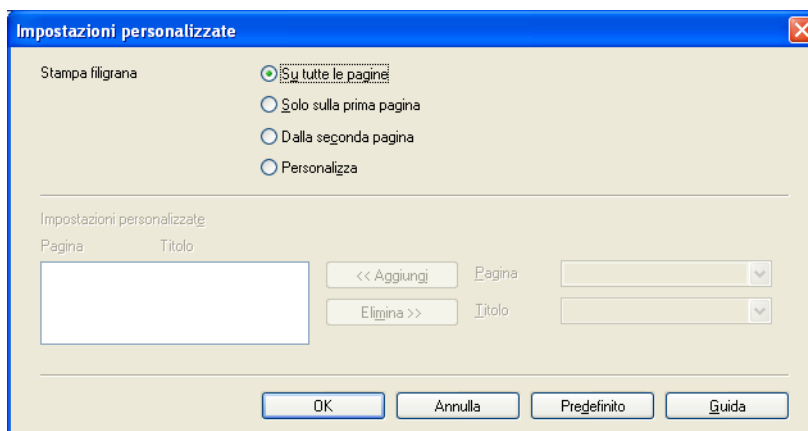 Impostazioni personalizzate
Stampa filigrana
Su tutte le pagine
Solo sulla prima pagina
Dalla seconda pagina
Personalizza
Impostazioni personalizzate
Pagina Titolo
<< Aggiungi Pagina
Elimina >> Titolo
OK Annulla Predefinito Guida